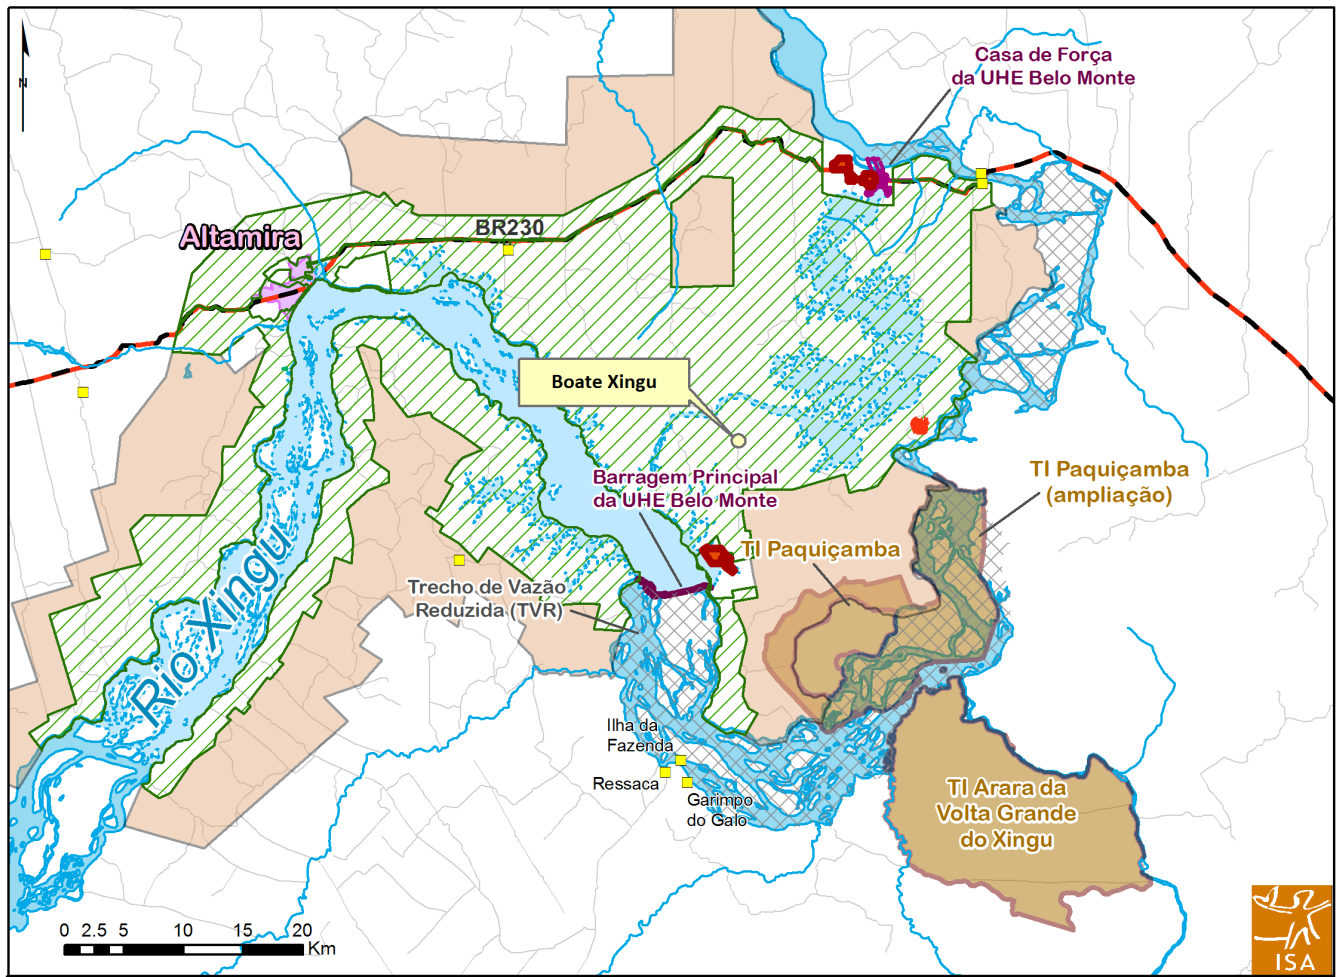 Casa de Força
da UHE Belo Monte
N
BR230
Altamira
Boate Xingu
Barragem Principal
da UHE Belo Monte
TI Paquiçamba
(ampliação)
TI Paquiçamba
Trecho de Vazão
Reduzida (TVR)
Rio Xingu
Ilha da
Fazenda
Ressaca
Garimpo
do Galo
TI Arara da
Volta Grande
do Xingu
0 2.5 5 10 15 20
Km
ISA